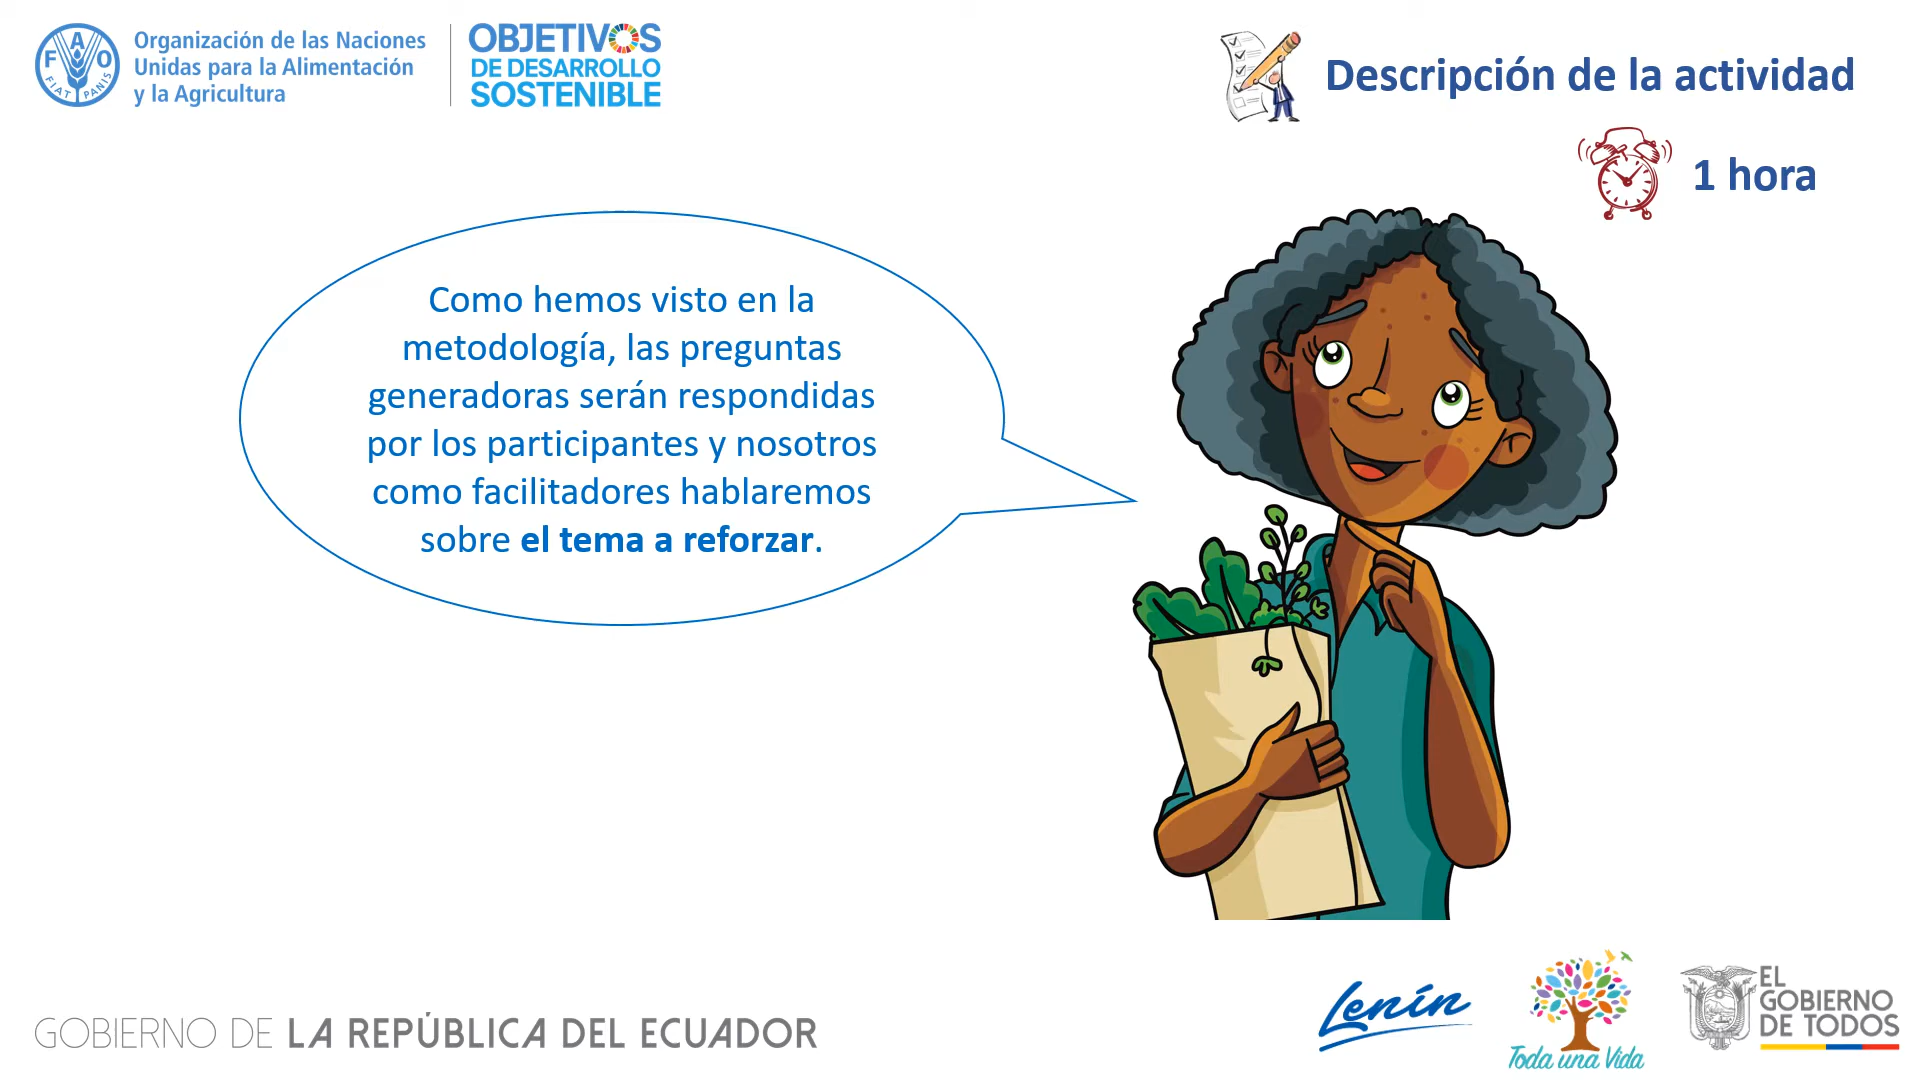 Organización de las Naciones
Unidas para la Alimentación
y la Agricultura
FAO
FIAT PANIS
OBJETIVOS
DE DESARROLLO
SOSTENIBLE
Descripción de la actividad
1 hora
Como hemos visto en la
metodología, las preguntas
generadoras serán respondidas
por los participantes y nosotros
como facilitadores hablaremos
sobre el tema a reforzar.
GOBIERNO DE LA REPÚBLICA DEL ECUADOR
Lenín
Toda una Vida
EL
GOBIERNO
DE TODOS